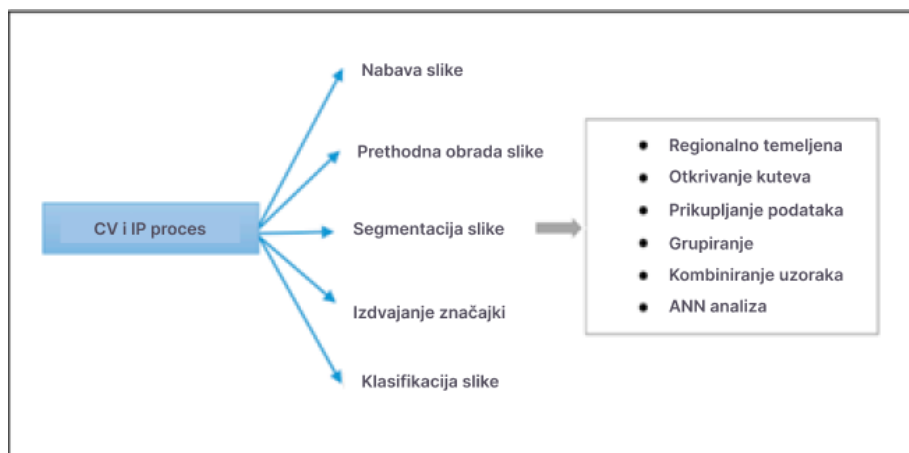 CV i IP proces
Nabava slike
Prethodna obrada slike
Segmentacija slike
Izdvajanje značajki
Klasifikacija slike
Regionalno temeljena
Otkrivanje kuteva
Prikupljanje podataka
Grupiranje
Kombiniranje uzoraka
ANN analiza